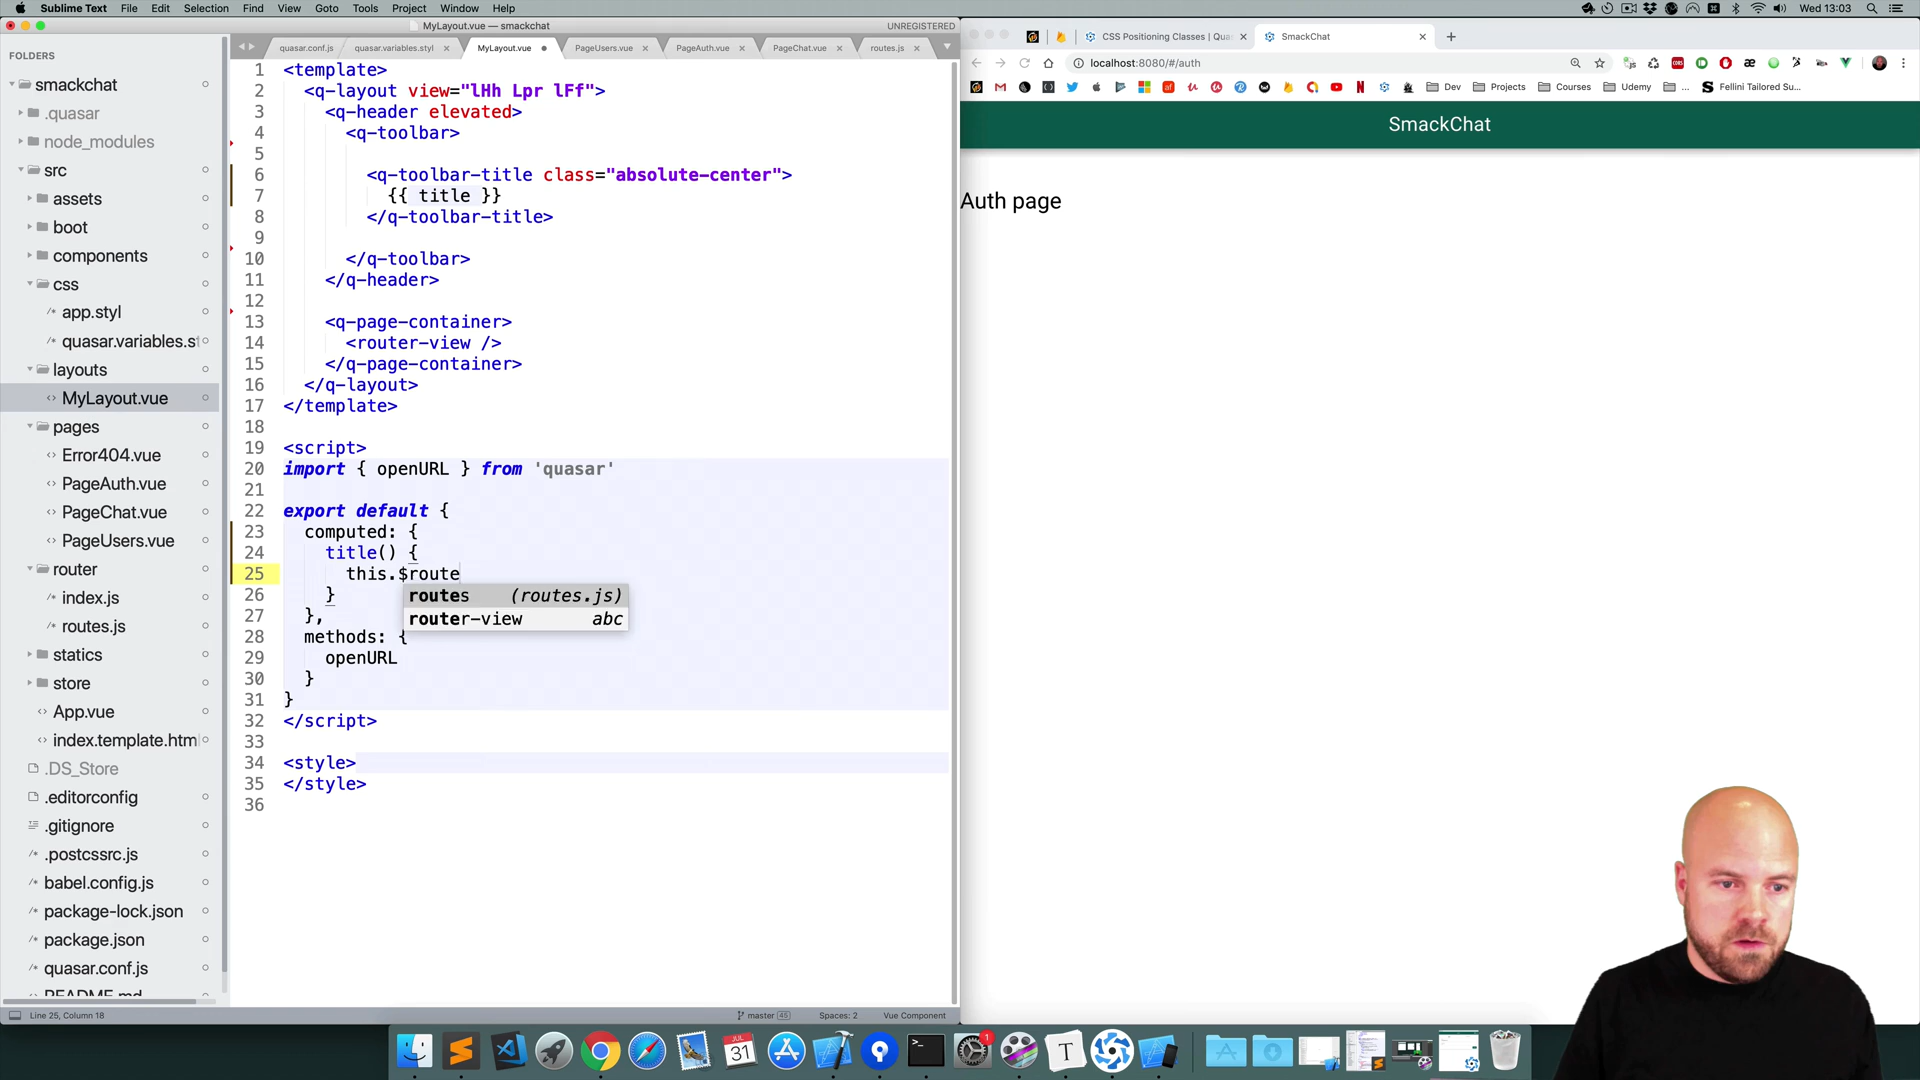 Sublime Text File Edit Selection Find View Goto Tools Project Window Help
Wed 13:03
MyLayout.vue — smackchat
UNREGISTERED
FOLDERS
smackchat
.quasar
node_modules
src
assets
boot
components
css
app.styl
quasar.variables.st
layouts
MyLayout.vue
pages
Error404.vue
PageAuth.vue
PageChat.vue
PageUsers.vue
router
index.js
routes.js
statics
store
App.vue
index.template.htm
.DS_Store
.editorconfig
.gitignore
.postcssrc.js
babel.config.js
package-lock.json
package.json
quasar.conf.js
README.md
quasar.conf.js quasar.variables.styl MyLayout.vue PageUsers.vue PageAuth.vue PageChat.vue routes.js
1 <template>
2 <q-layout view="lHh Lpr lFf">
3 <q-header elevated>
4 <q-toolbar>
5
6 <q-toolbar-title class="absolute-center">
7 {{ title }}
8 </q-toolbar-title>
9
10 </q-toolbar>
11 </q-header>
12
13 <q-page-container>
14 <router-view />
15 </q-page-container>
16 </q-layout>
17 </template>
18
19 <script>
20 import { openURL } from 'quasar'
21
22 export default {
23 computed: {
24 title() {
25 this.$route
routes (routes.js)
router-view abc
26 }
27 },
28 methods: {
29 openURL
30 }
31 }
32 </script>
33
34 <style>
35 </style>
36
Line 25, Column 18
master 45
Spaces: 2
Vue Component
CSS Positioning Classes | Quas
SmackChat
localhost:8080/#/auth
Dev Projects Courses Udemy ... Fellini Tailored Su...
SmackChat
Auth page
JUL
31
1